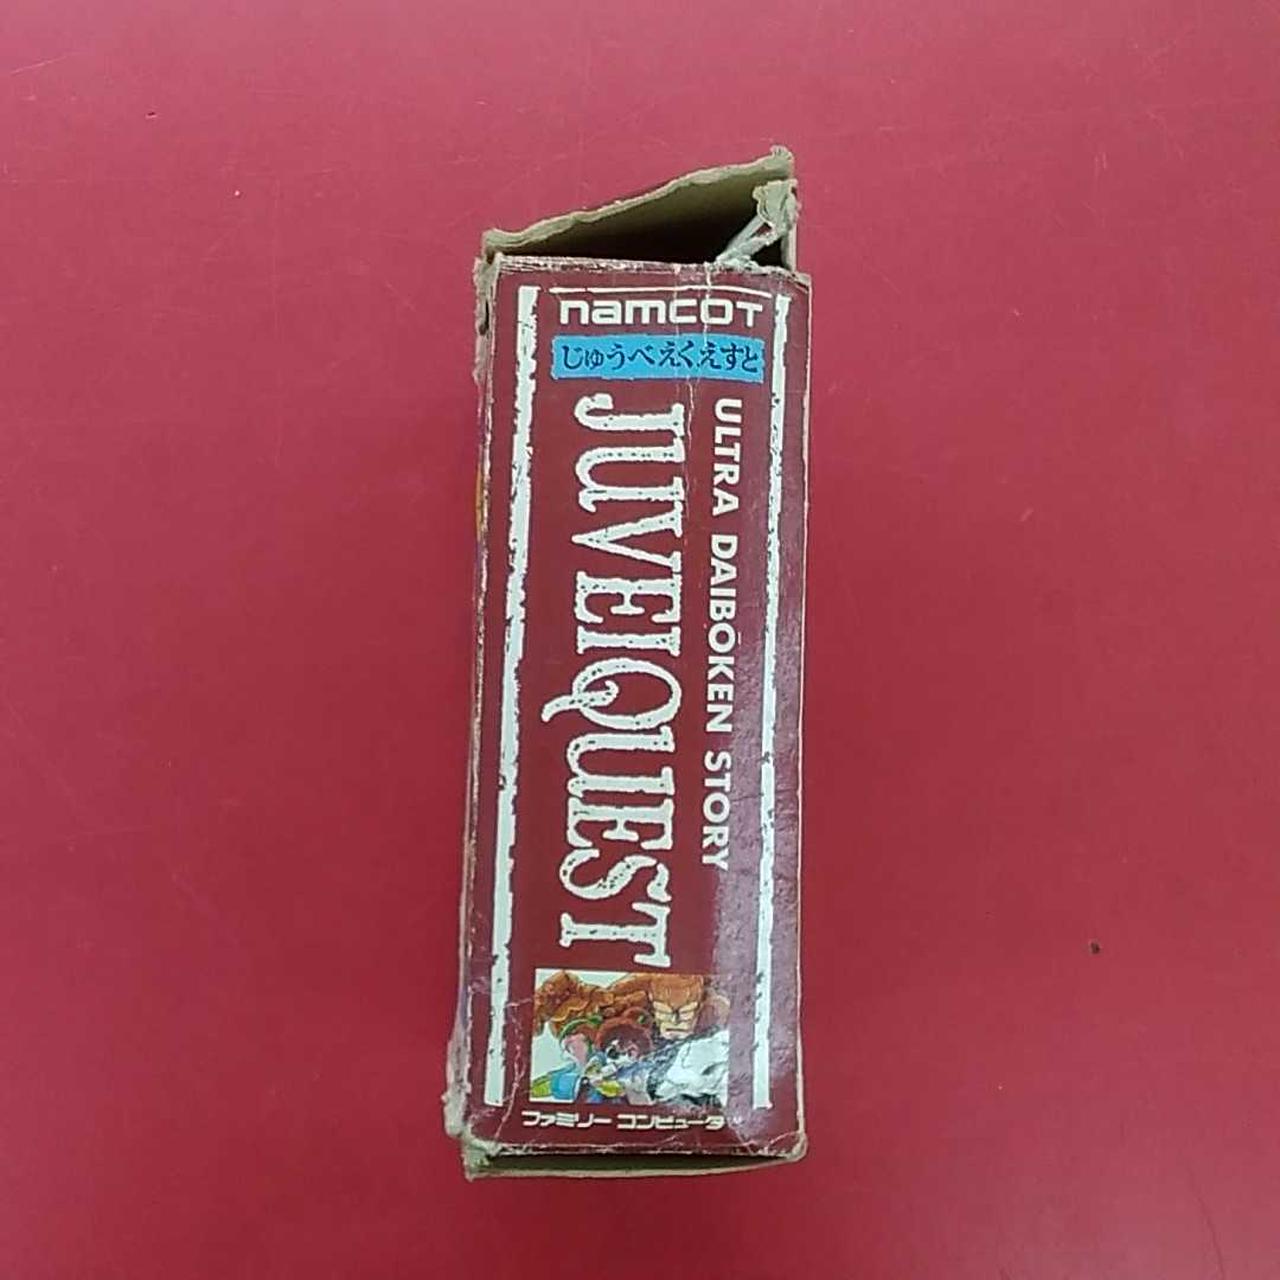 namcoT
じゅうべえくえすと
ULTRA DAIBOKEN STORY
JUVEIQUEST
ファミリー コンピュータ